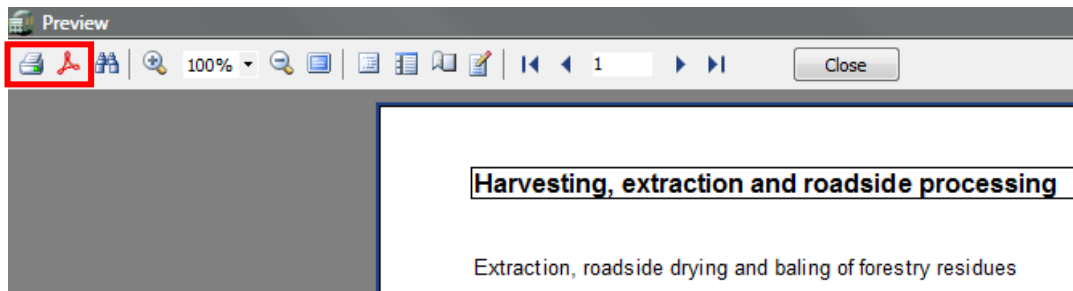 Preview
100% 1 Close
Harvesting, extraction and roadside processing
Extraction, roadside drying and baling of forestry residues